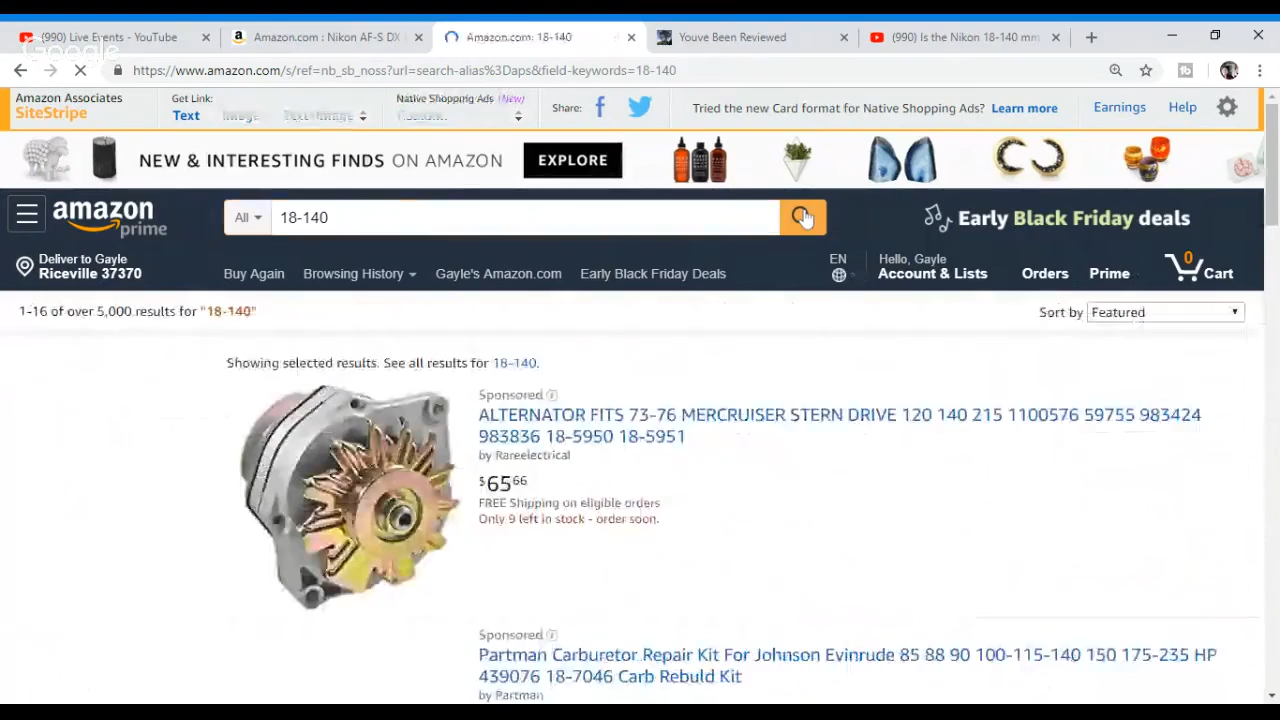 (990) Live Events - YouTube
Amazon.com : Nikon AF-S DX
Amazon.com: 18-140
Youve Been Reviewed
(990) Is the Nikon 18-140 mm
Google
https://www.amazon.com/s/ref=nb_sb_noss?url=search-alias%3Daps&field-keywords=18-140
Amazon Associates
SiteStripe
Get Link:
Text
Image
Text+Image
Native Shopping Ads (New)
Custom
Share:
Tried the new Card format for Native Shopping Ads? Learn more
Earnings
Help
NEW & INTERESTING FINDS ON AMAZON
EXPLORE
amazon
prime
All
18-140
Early Black Friday deals
Deliver to Gayle
Riceville 37370
Buy Again
Browsing History
Gayle's Amazon.com
Early Black Friday Deals
EN
Hello, Gayle
Account & Lists
Orders
Prime
0
Cart
1-16 of over 5,000 results for "18-140"
Sort by
Featured
Showing selected results. See all results for 18-140.
Sponsored
ALTERNATOR FITS 73-76 MERCRUISER STERN DRIVE 120 140 215 1100576 59755 983424
983836 18-5950 18-5951
by Rareelectrical
$65 66
FREE Shipping on eligible orders
Only 9 left in stock - order soon.
Sponsored
Partman Carburetor Repair Kit For Johnson Evinrude 85 88 90 100-115-140 150 175-235 HP
439076 18-7046 Carb Rebuld Kit
by Partman